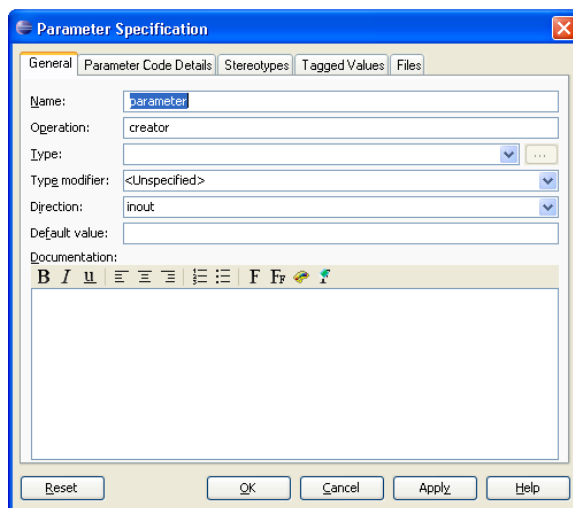 Parameter Specification
General Parameter Code Details Stereotypes Tagged Values Files
Name: parameter
Operation: creator
Type: ...
Type modifier: <Unspecified>
Direction: inout
Default value:
Documentation:
B I u F FF
Reset OK Cancel Apply Help